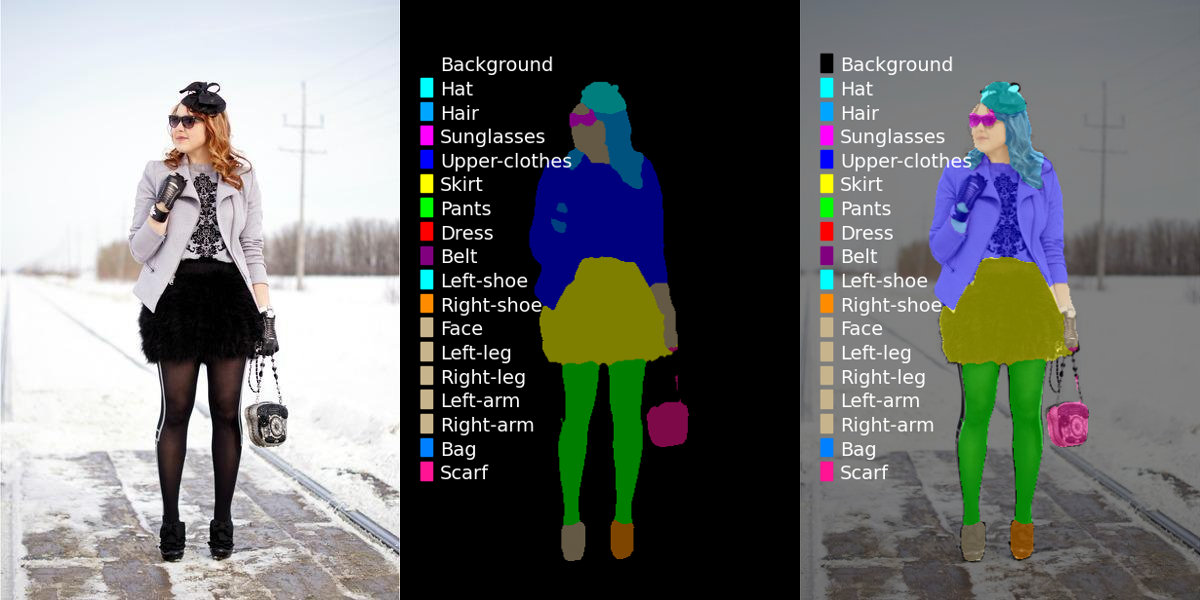 Background
Hat
Hair
Sunglasses
Upper-clothes
Skirt
Pants
Dress
Belt
Left-shoe
Right-shoe
Face
Left-leg
Right-leg
Left-arm
Right-arm
Bag
Scarf
Background
Hat
Hair
Sunglasses
Upper-clothes
Skirt
Pants
Dress
Belt
Left-shoe
Right-shoe
Face
Left-leg
Right-leg
Left-arm
Right-arm
Bag
Scarf